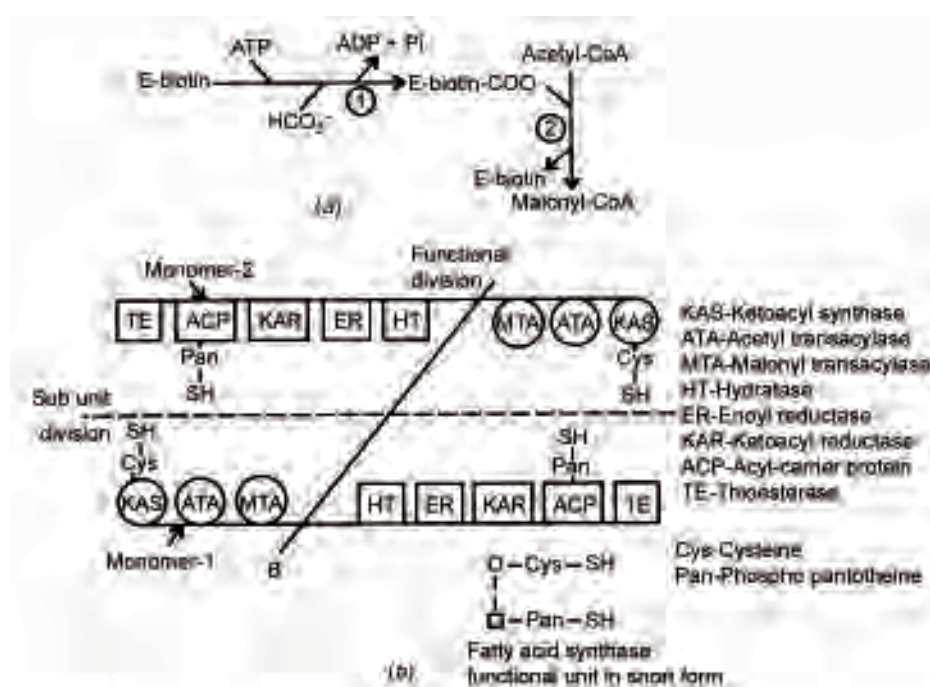 ATP
ADP + Pi
Acetyl-CoA
E-biotin
E-biotin-COO
HCO3-
1
2
E-biotin
Malonyl-CoA
(a)
Functional
division
Monomer-2
TE ACP KAR ER HT MTA ATA KAS
Pan
SH
Cys
SH
Sub unit
division
SH
Cys
SH
Pan
KAS ATA MTA HT ER KAR ACP TE
Monomer-1
B
KAS-Ketoacyl synthase
ATA-Acetyl transacylase
MTA-Malonyl transacylase
HT-Hydratase
ER-Enoyl reductase
KAR-Ketoacyl reductase
ACP-Acyl-carrier protein
TE-Thioesterase
Cys-Cysteine
Pan-Phospho pantotheine
O–Cys–SH
Pan–SH
Fatty acid synthase
functional unit in short form
(b)